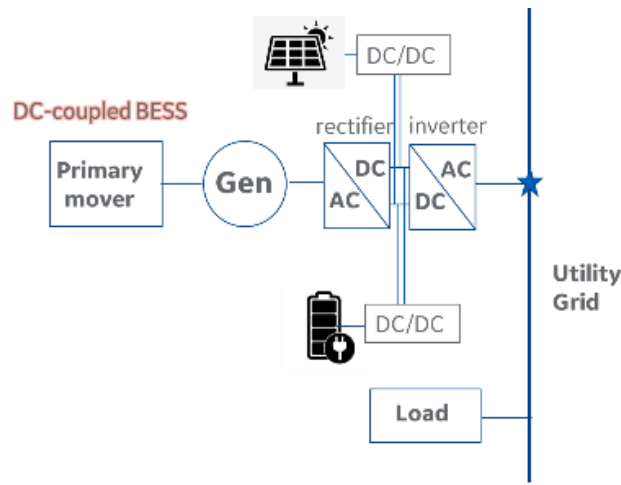 DC/DC
DC-coupled BESS
rectifier
inverter
Primary
mover
Gen
DC
AC
AC
DC
Utility
Grid
DC/DC
Load